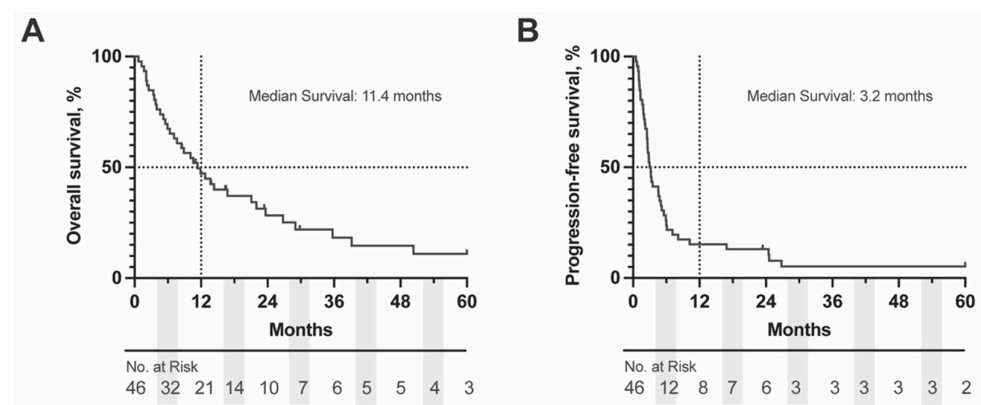 A
Overall survival, %
100
50
0
Median Survival: 11.4 months
0 12 24 36 48 60
Months
No. at Risk
46 32 21 14 10 7 6 5 5 4 3
B
Progression-free survival, %
100
50
0
Median Survival: 3.2 months
0 12 24 36 48 60
Months
No. at Risk
46 12 8 7 6 3 3 3 3 3 2